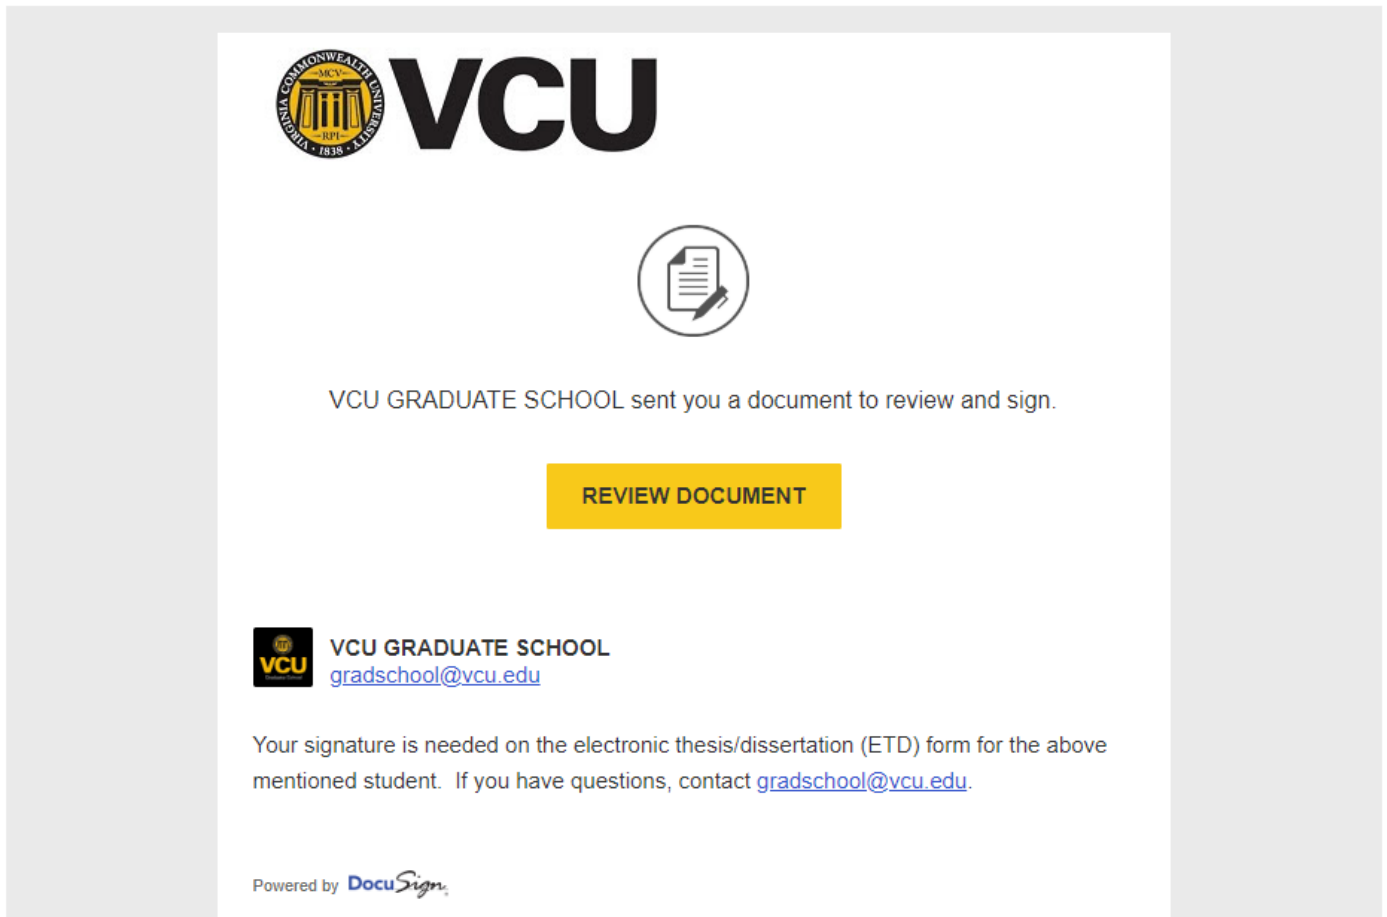 VIRGINIA COMMONWEALTH UNIVERSITY
MCV
RPI
1838
VCU
VCU GRADUATE SCHOOL sent you a document to review and sign.
REVIEW DOCUMENT
VCU
Graduate School
VCU GRADUATE SCHOOL
gradschool@vcu.edu
Your signature is needed on the electronic thesis/dissertation (ETD) form for the above
mentioned student. If you have questions, contact gradschool@vcu.edu.
Powered by DocuSign